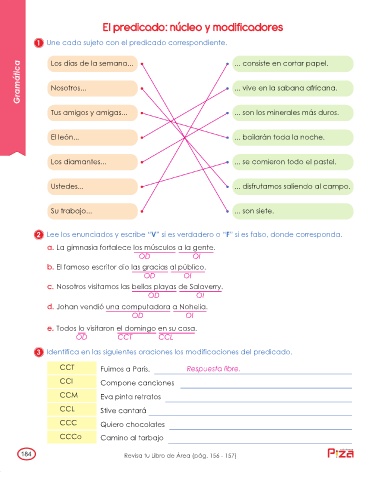 El predicado: núcleo y modificadores
1 Une cada sujeto con el predicado correspondiente.
Gramática
Los días de la semana... ... consiste en cortar papel.
Nosotros... ... vive en la sabana africana.
Tus amigos y amigas... ... son los minerales más duros.
El león... ... bailarán toda la noche.
Los diamantes... ... se comieron todo el pastel.
Ustedes... ... disfrutamos saliendo al campo.
Su trabajo... ... son siete.
2 Lee los enunciados y escribe "V" si es verdadero o "F" si es falso, donde corresponda.
a. La gimnasia fortalece los músculos a la gente.
OD OI
b. El famoso escritor dio las gracias al público.
OD OI
c. Nosotros visitamos las bellas playas de Salaverry.
OD OI
d. Johan vendió una computadora a Nohelia.
OD OI
e. Todos lo visitaron el domingo en su casa.
OD CCT CCL
3 Identifica en las siguientes oraciones los modificaciones del predicado.
CCT Fuimos a París. Respuesta libre.
CCI Compone canciones
CCM Eva pinta retratos
CCL Stive cantará
CCC Quiero chocolates
CCCo Camino al tarbajo
184 Revisa tu Libro de Área (pág. 156 - 157) Piza